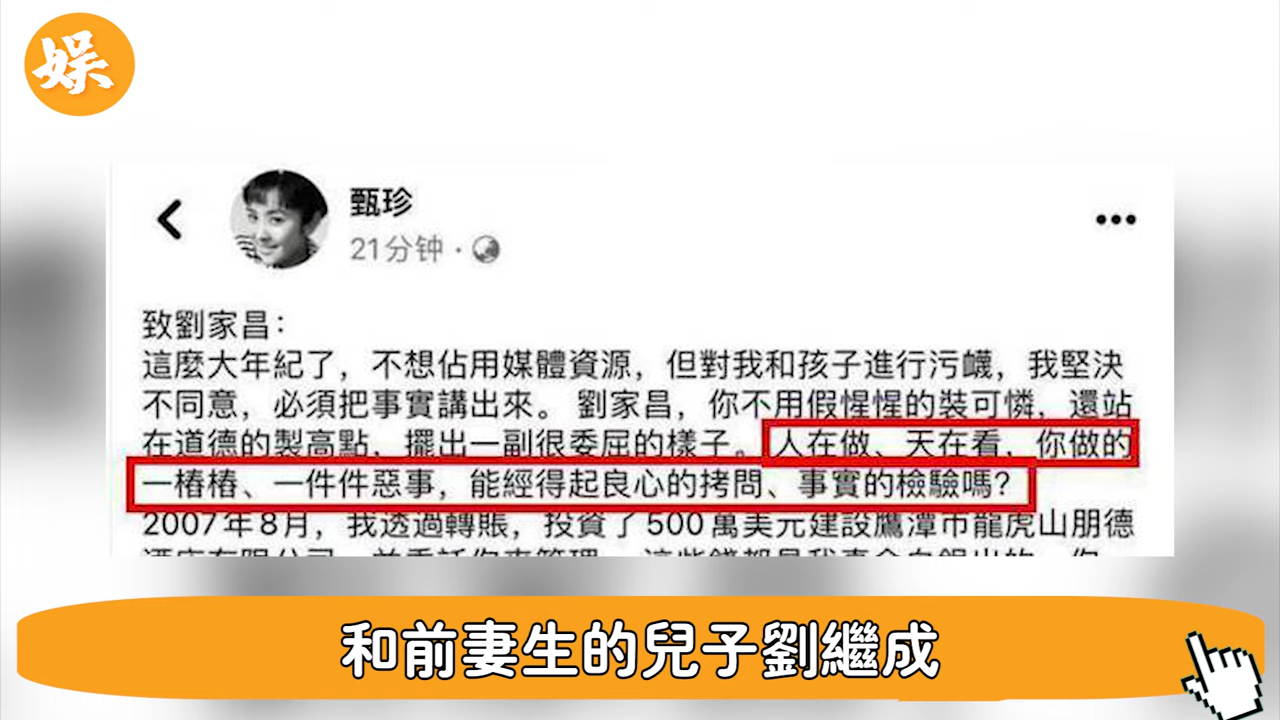 娱
甄珍
21分钟·
致劉家昌：
這麼大年紀了，不想佔用媒體資源，但對我和孩子進行污衊，我堅決
不同意，必須把事實講出來。劉家昌，你不用假惺惺的裝可憐，還站
在道德的製高點，擺出一副很委屈的樣子。人在做、天在看，你做的
一樁樁、一件件惡事，能經得起良心的拷問、事實的檢驗嗎？
2007年8月，我透過轉賬，投資了500萬美元建設鷹潭市龍虎山朋德
和前妻生的兒子劉繼成